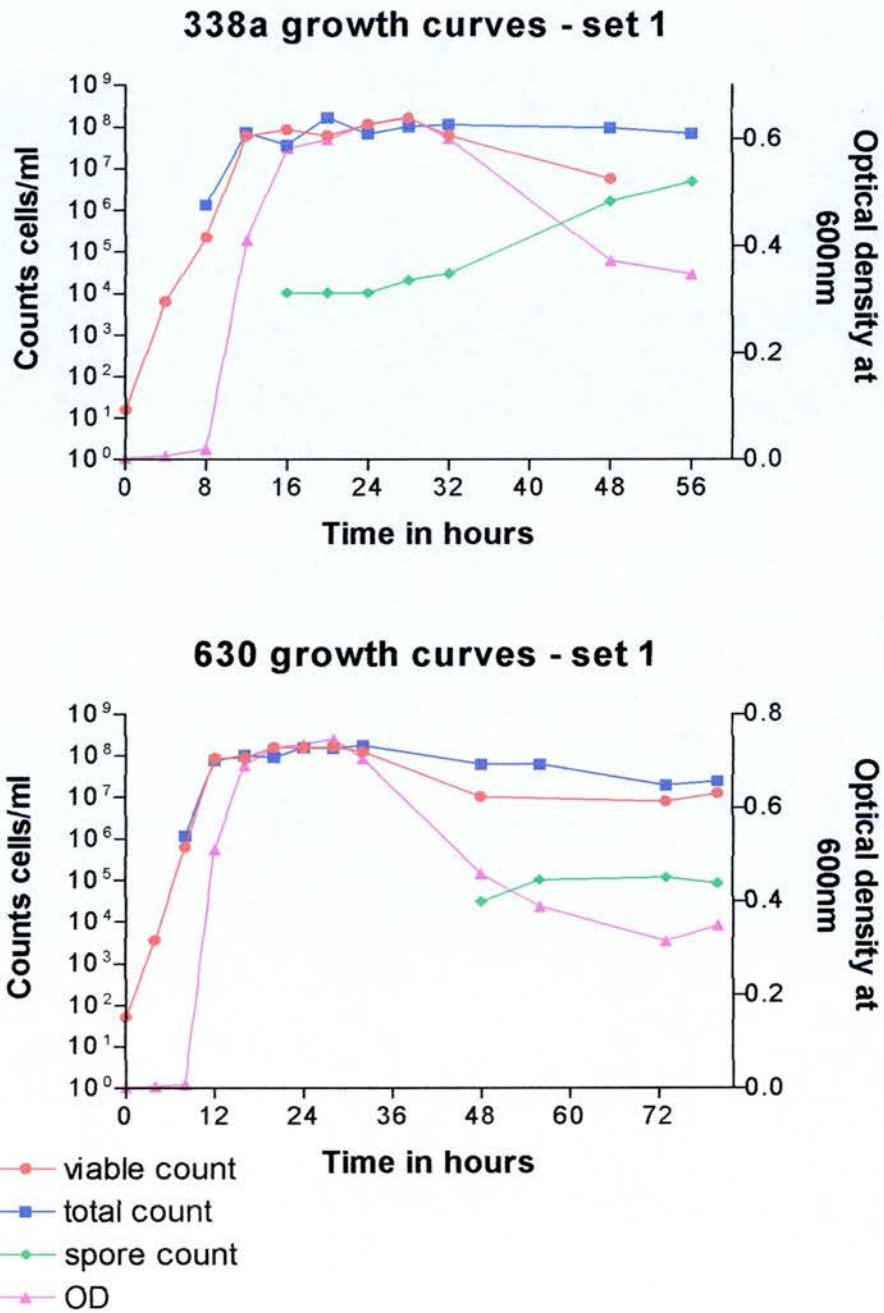 338a growth curves - set 1
10⁹
10⁸
10⁷
10⁶
10⁵
10⁴
10³
10²
10¹
10⁰
Counts cells/ml
0.6
0.4
0.2
0.0
Optical density at
600nm
0 8 16 24 32 40 48 56
Time in hours
630 growth curves - set 1
10⁹
10⁸
10⁷
10⁶
10⁵
10⁴
10³
10²
10¹
10⁰
Counts cells/ml
0.8
0.6
0.4
0.2
0.0
Optical density at
600nm
0 12 24 36 48 60 72
Time in hours
viable count
total count
spore count
OD